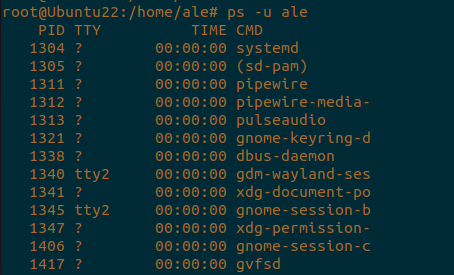 root@Ubuntu22:/home/ale# ps -u ale
    PID TTY          TIME CMD
   1304 ?        00:00:00 systemd
   1305 ?        00:00:00 (sd-pam)
   1311 ?        00:00:00 pipewire
   1312 ?        00:00:00 pipewire-media-
   1313 ?        00:00:00 pulseaudio
   1321 ?        00:00:00 gnome-keyring-d
   1338 ?        00:00:00 dbus-daemon
   1340 tty2     00:00:00 gdm-wayland-ses
   1341 ?        00:00:00 xdg-document-po
   1345 tty2     00:00:00 gnome-session-b
   1347 ?        00:00:00 xdg-permission-
   1406 ?        00:00:00 gnome-session-c
   1417 ?        00:00:00 gvfsd